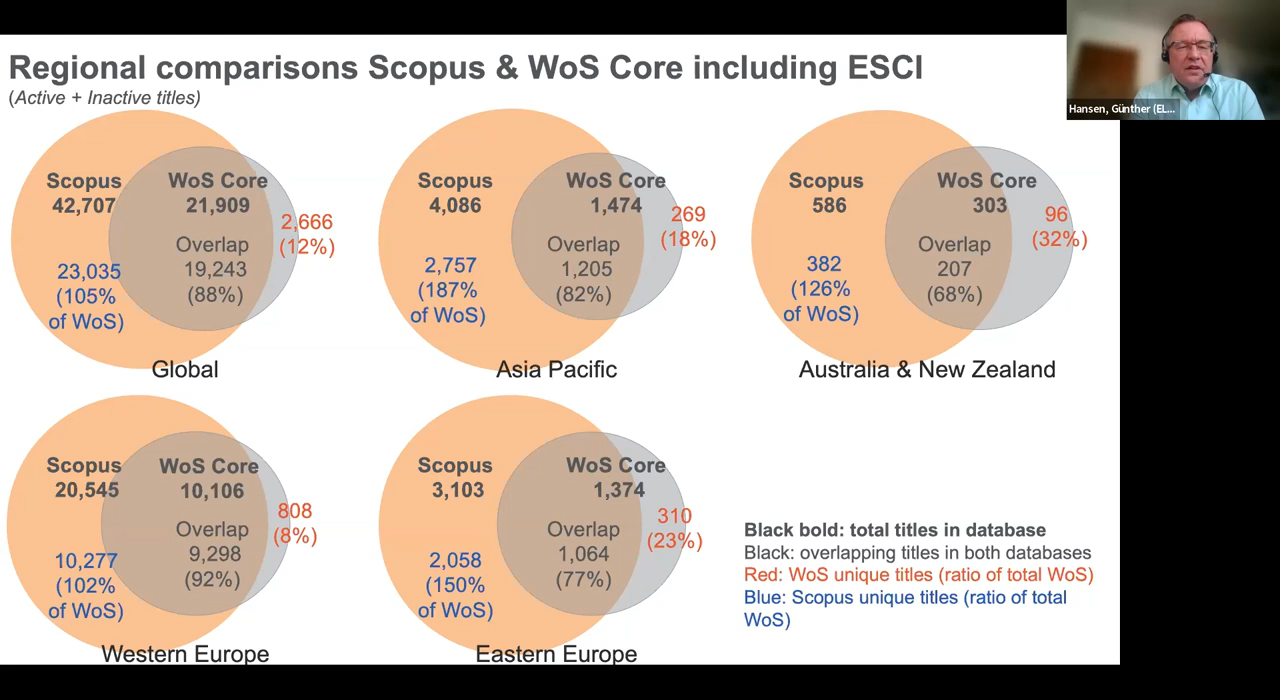 Regional comparisons Scopus & WoS Core including ESCI
(Active + Inactive titles)
Hansen, Günther (EL...
Scopus
42,707
WoS Core
21,909
2,666
(12%)
Overlap
19,243
(88%)
23,035
(105%
of WoS)
Global
Scopus
4,086
WoS Core
1,474
269
(18%)
Overlap
1,205
(82%)
2,757
(187%
of WoS)
Asia Pacific
Scopus
586
WoS Core
303
96
(32%)
Overlap
207
(68%)
382
(126%
of WoS)
Australia & New Zealand
Scopus
20,545
WoS Core
10,106
808
(8%)
Overlap
9,298
(92%)
10,277
(102%
of WoS)
Western Europe
Scopus
3,103
WoS Core
1,374
310
(23%)
Overlap
1,064
(77%)
2,058
(150%
of WoS)
Eastern Europe
Black bold: total titles in database
Black: overlapping titles in both databases
Red: WoS unique titles (ratio of total WoS)
Blue: Scopus unique titles (ratio of total
WoS)